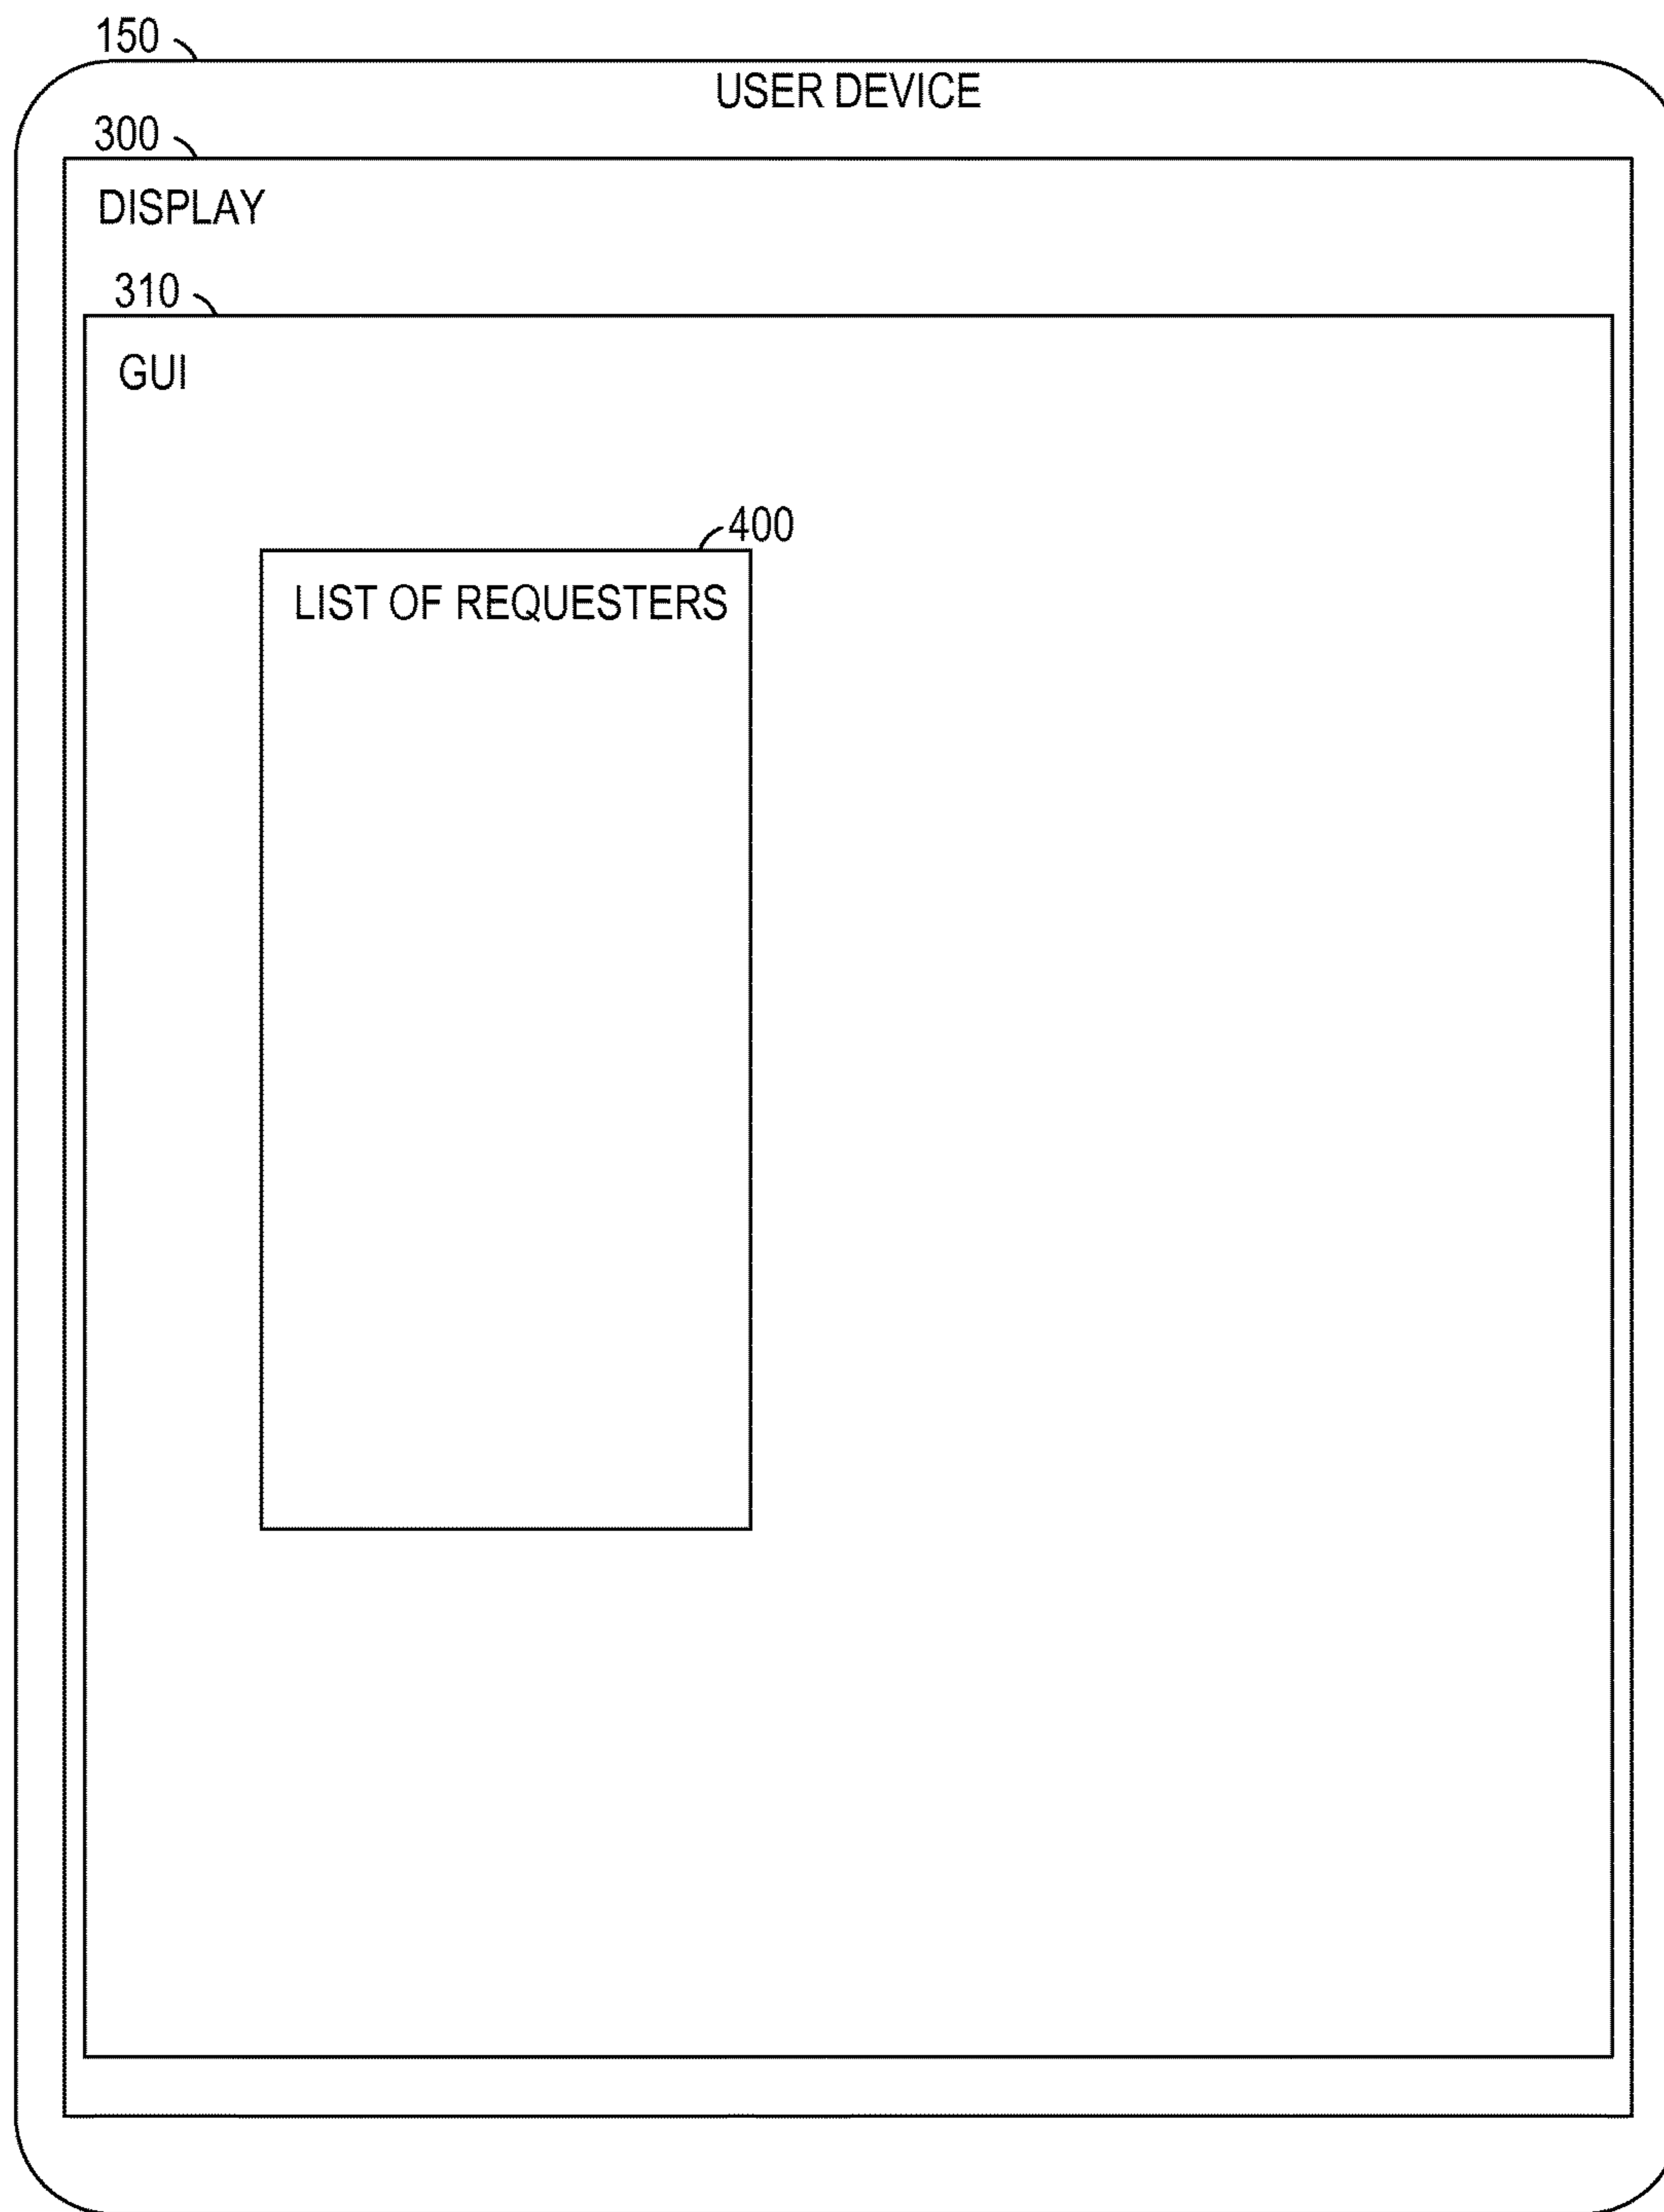 150
USER DEVICE
300
DISPLAY
310
GUI
400
LIST OF REQUESTERS